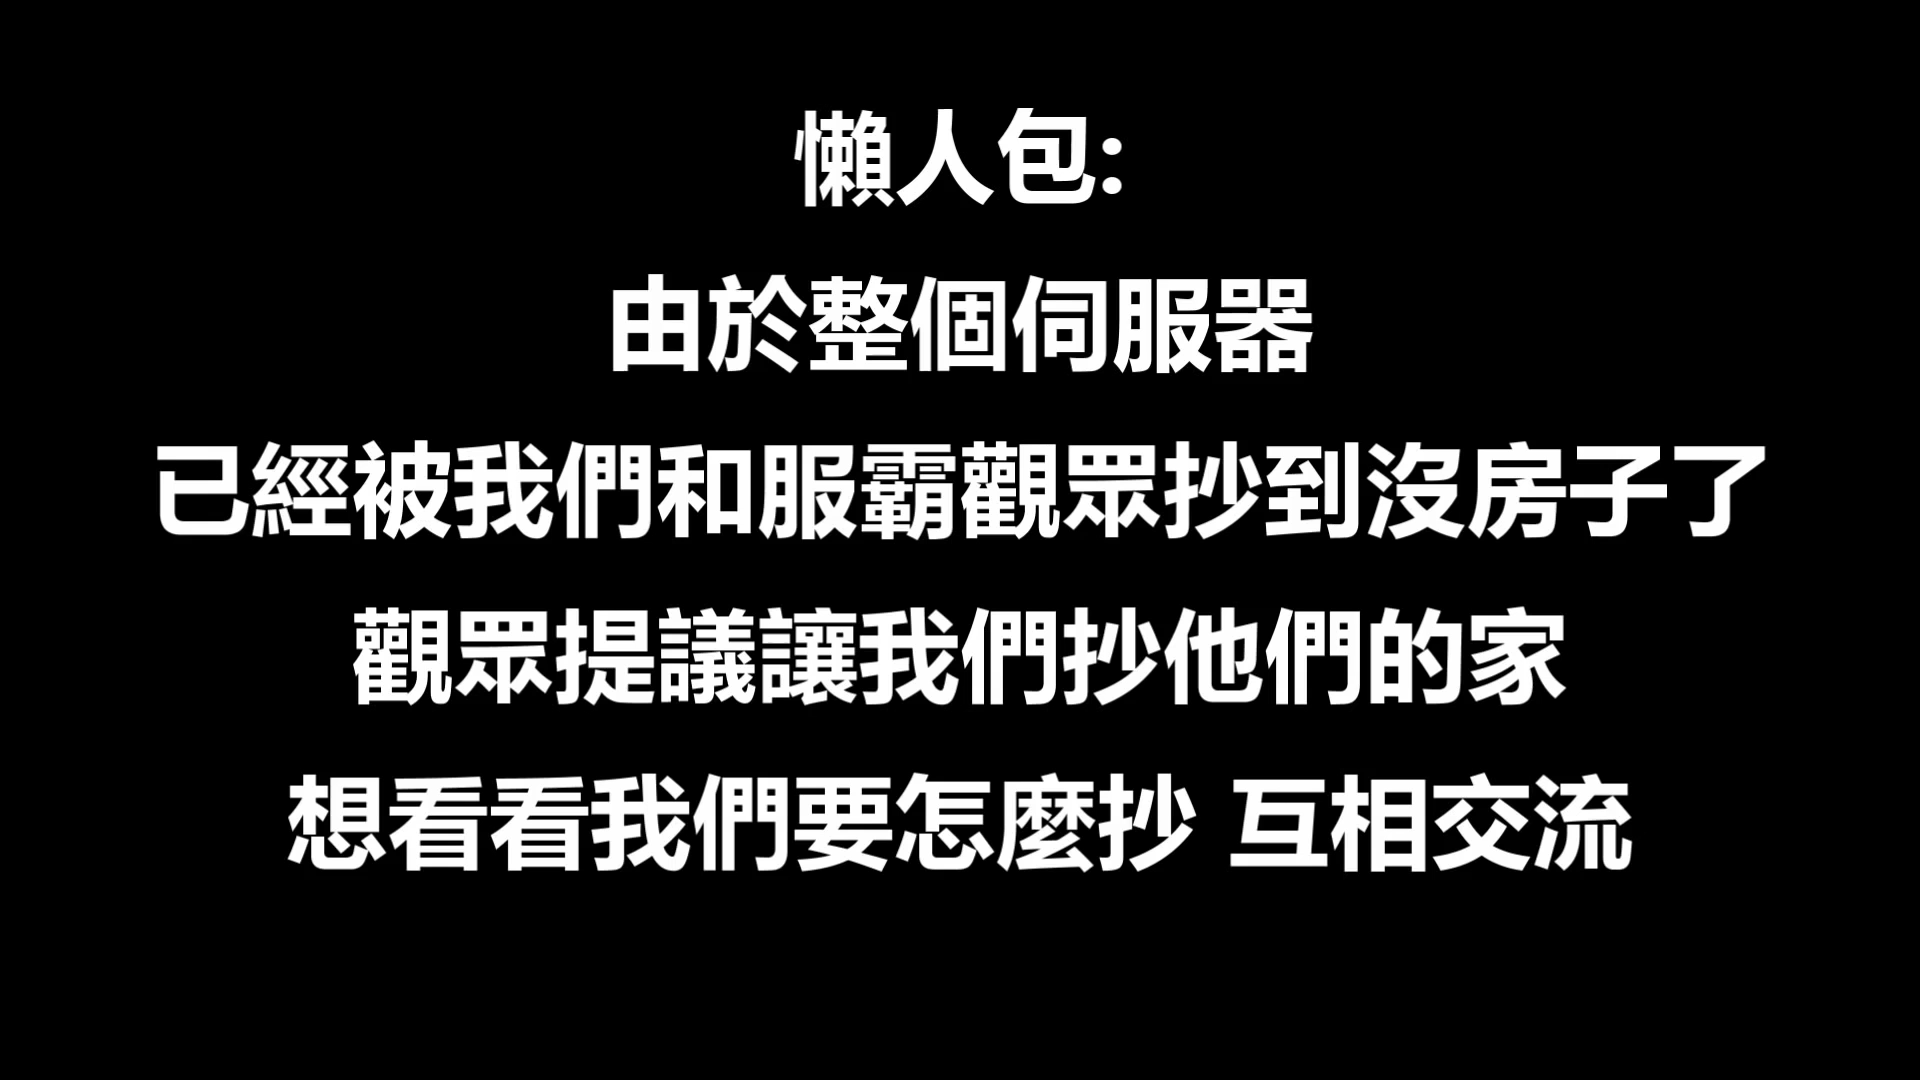 懶人包:
由於整個伺服器
已經被我們和服霸觀眾抄到沒房子了
觀眾提議讓我們抄他們的家
想看看我們要怎麼抄 互相交流